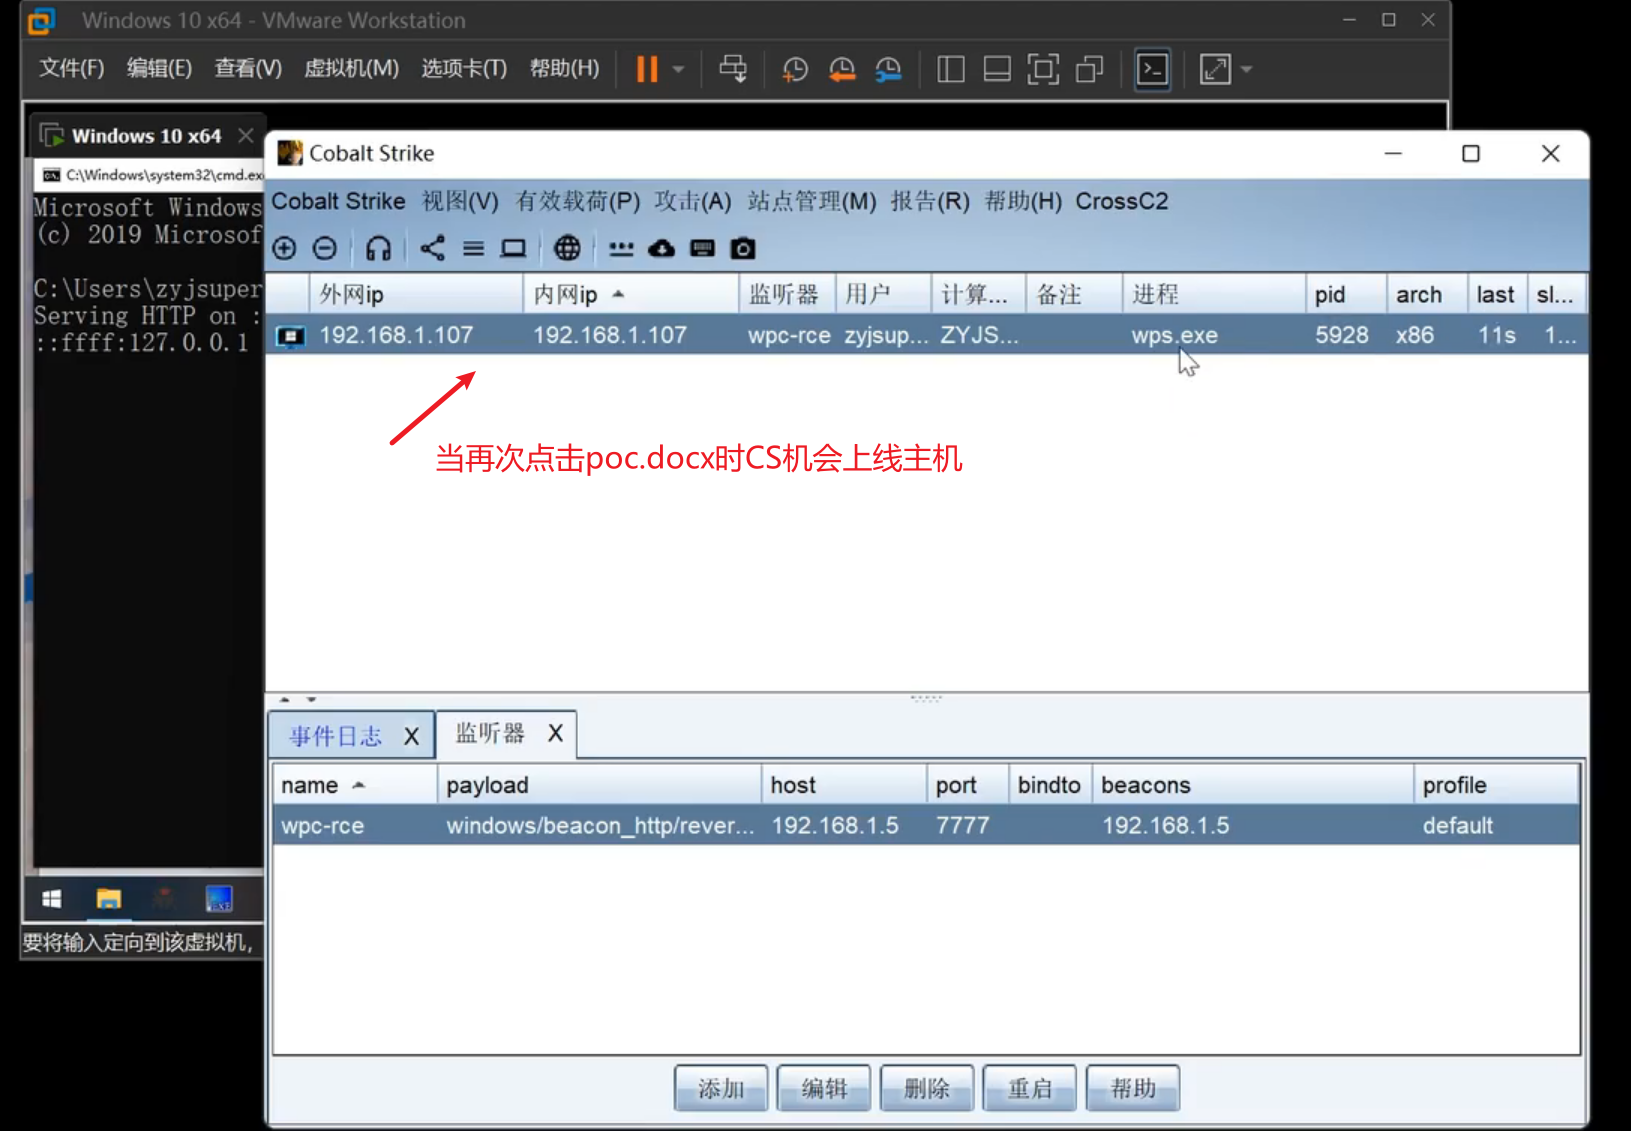 Windows 10 x64 - VMware Workstation
文件(F) 编辑(E) 查看(V) 虚拟机(M) 选项卡(T) 帮助(H)
Windows 10 x64
C:\Windows\system32\cmd.ex
Microsoft Windows
(c) 2019 Microsof
C:\Users\zyjsuper
Serving HTTP on :
::ffff:127.0.0.1
要将输入定向到该虚拟机，
Cobalt Strike
Cobalt Strike 视图(V) 有效载荷(P) 攻击(A) 站点管理(M) 报告(R) 帮助(H) CrossC2
外网ip 内网ip 监听器 用户 计算... 备注 进程 pid arch last sl...
192.168.1.107 192.168.1.107 wpc-rce zyjsup... ZYJS... wps.exe 5928 x86 11s 1...
当再次点击poc.docx时CS机会上线主机
事件日志 X 监听器 X
name payload host port bindto beacons profile
wpc-rce windows/beacon_http/rever... 192.168.1.5 7777 192.168.1.5 default
添加 编辑 删除 重启 帮助